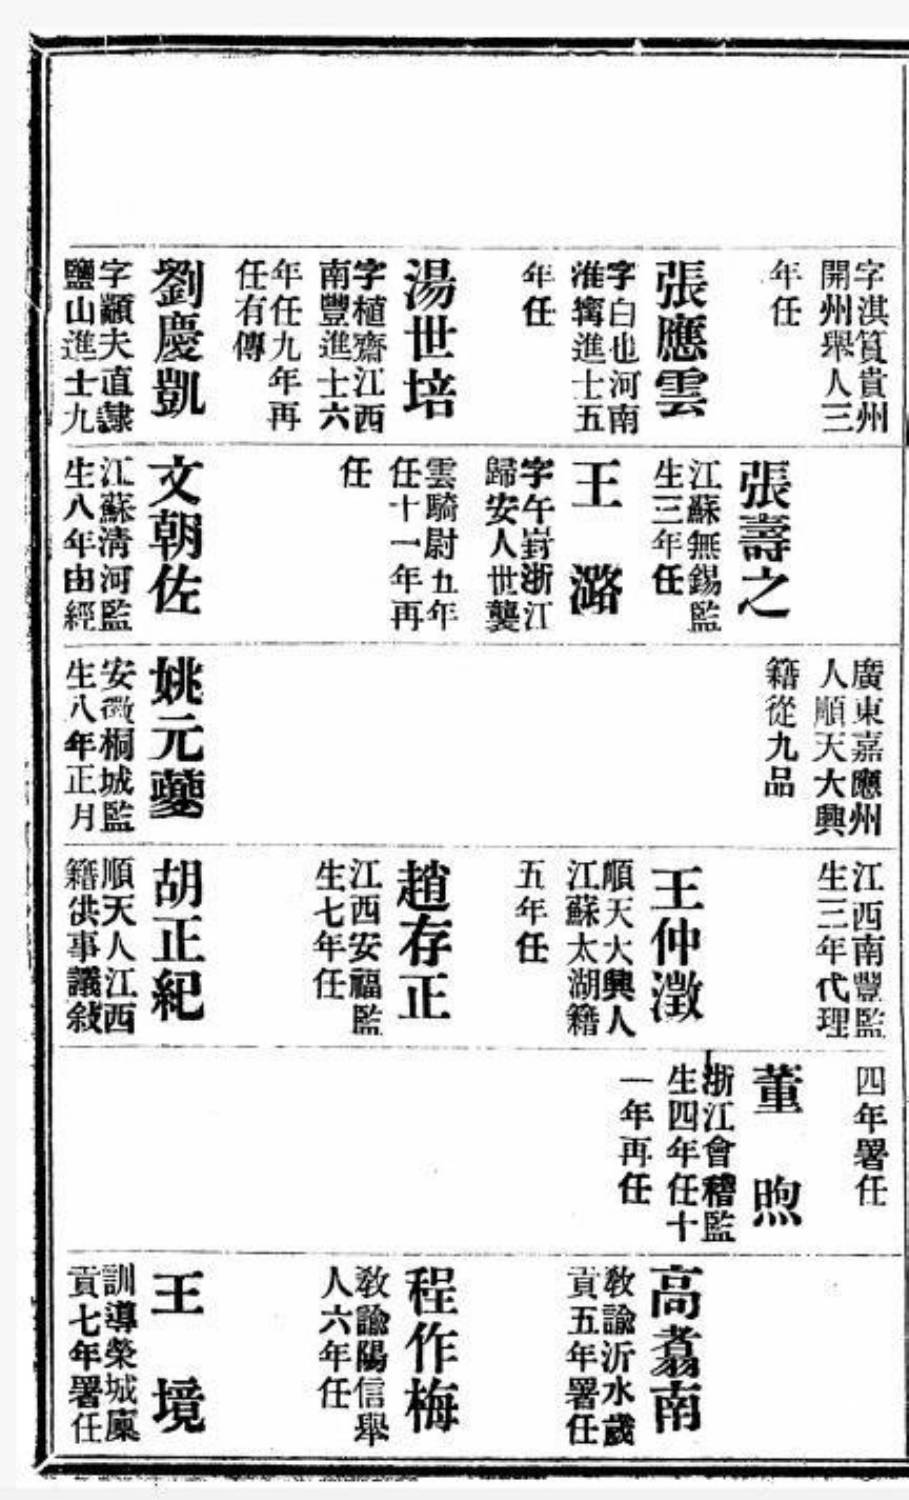 字淇篔貴州
開州舉人三
年任
張應雲
字白也河南
淮寧進士五
年任
湯世培
字植齋江西
南豐進士六
年任九年再
任有傳
劉慶凱
字顓夫直隸
鹽山進士九
張壽之
江蘇無錫監
生三年任
王 潞
字午崶浙江
歸安人世襲
雲騎尉五年
任十一年再
任
文朝佐
江蘇清河監
生八年由經
廣東嘉應州
人順天大興
籍從九品
姚元
安徽桐城監
生八年正月
江西南豐監
生三年代理
王仲澂
順天大興人
江蘇太湖籍
五年任
趙存正
江西安福監
生七年任
胡正紀
順天人江西
籍供事議敍
四年署任
董 煦
浙江會稽監
生四年任十
一年再任
高翥南
敎諭沂水歲
貢五年署任
程作梅
敎諭陽信舉
人六年任
王 境
訓導榮城廩
貢七年署任